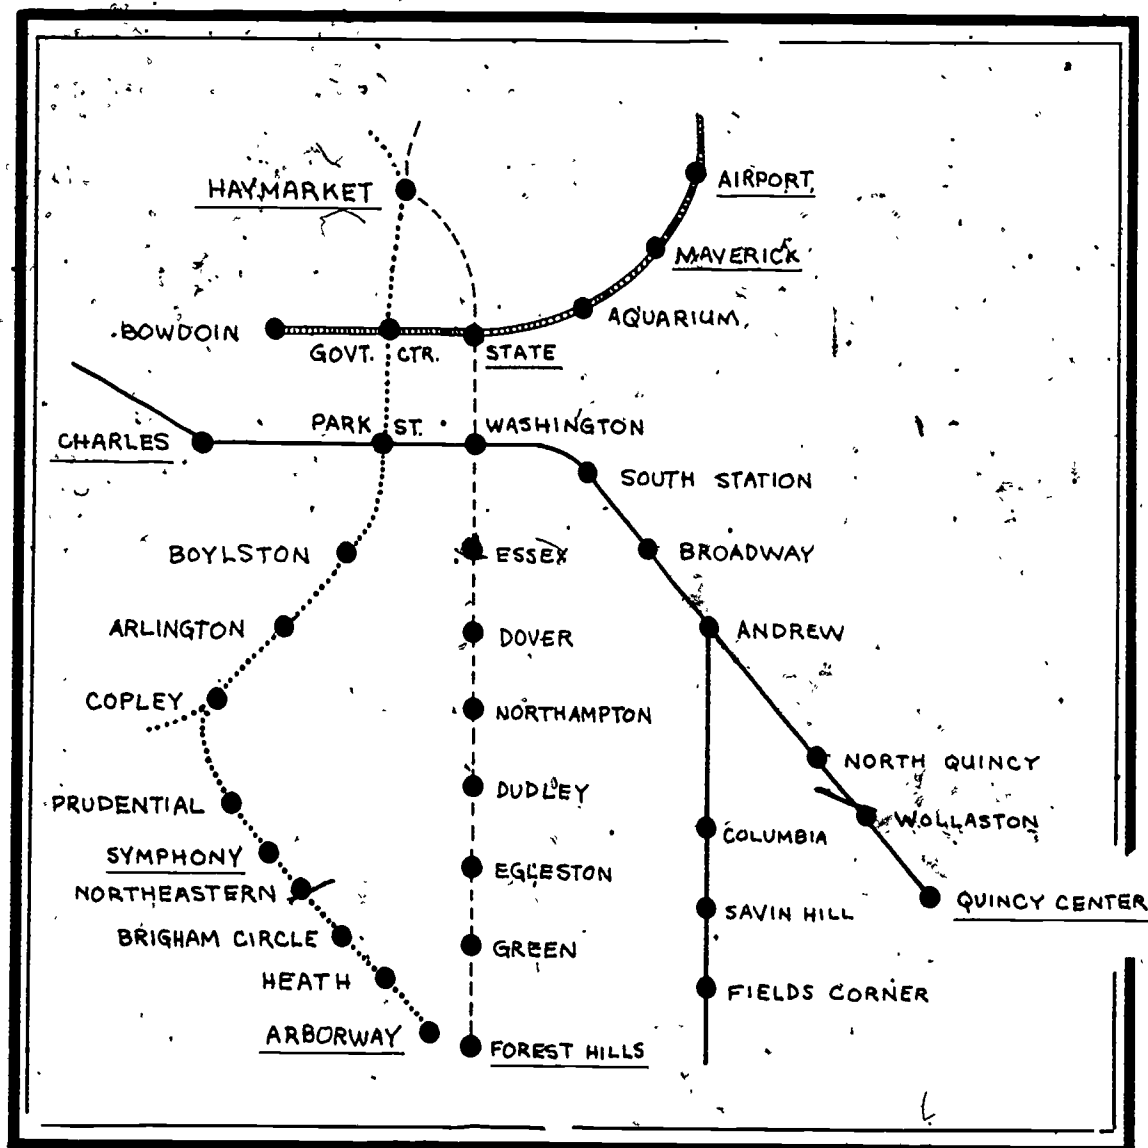 HAYMARKET
AIRPORT
MAVERICK
AQUARIUM
BOWDOIN
GOVT. CTR.
STATE
PARK ST.
WASHINGTON
CHARLES
SOUTH STATION
BOYLSTON
ESSEX
BROADWAY
ARLINGTON
DOVER
ANDREW
COPLEY
NORTHAMPTON
NORTH QUINCY
PRUDENTIAL
DUDLEY
WOLLASTON
COLUMBIA
SYMPHONY
EGLESTON
NORTHEASTERN
QUINCY CENTER
SAVIN HILL
BRIGHAM CIRCLE
GREEN
HEATH
FIELDS CORNER
ARBORWAY
FOREST HILLS